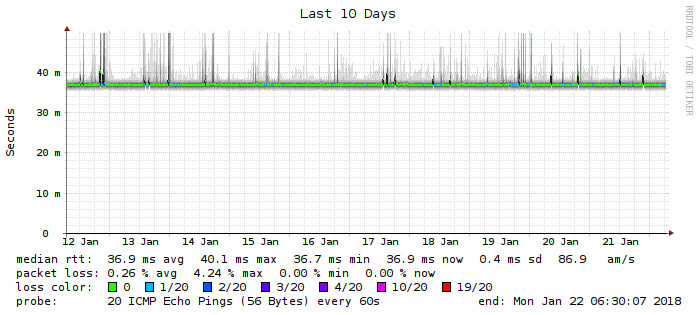 Last 10 Days
RRDTOOL / TOBI OETIKER
Seconds
40 m
30 m
20 m
10 m
0
12 Jan 13 Jan 14 Jan 15 Jan 16 Jan 17 Jan 18 Jan 19 Jan 20 Jan 21 Jan
median rtt: 36.9 ms avg 40.1 ms max 36.7 ms min 36.9 ms now 0.4 ms sd 86.9 am/s
packet loss: 0.26 % avg 4.24 % max 0.00 % min 0.00 % now
loss color: 0 1/20 2/20 3/20 4/20 10/20 19/20
probe: 20 ICMP Echo Pings (56 Bytes) every 60s end: Mon Jan 22 06:30:07 2018